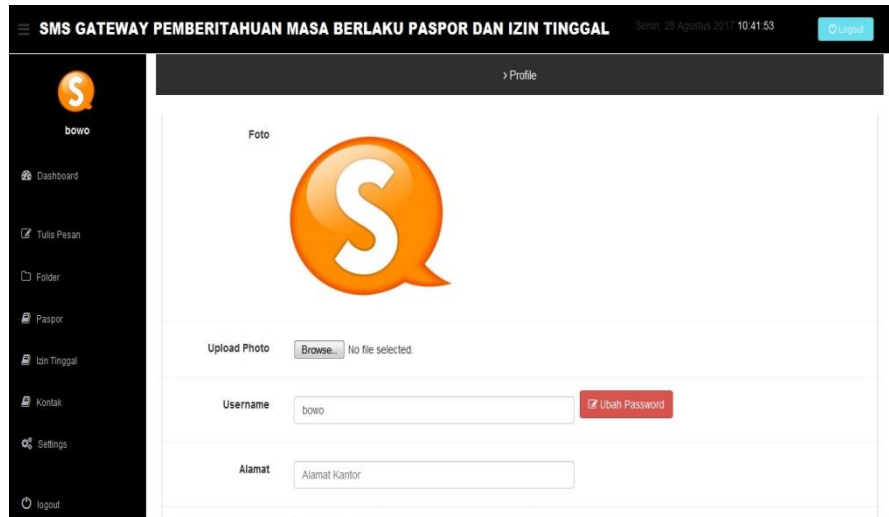 SMS GATEWAY PEMBERITAHUAN MASA BERLAKU PASPOR DAN IZIN TINGGAL
Senin, 28 Agustus 2017 10:41:53
Logout
S
bowo
Dashboard
Tulis Pesan
Folder
Paspor
Izin Tinggal
Kontak
Settings
logout
› Profile
Foto
S
Upload Photo Browse... No file selected.
Username bowo Ubah Password
Alamat Alamat Kantor